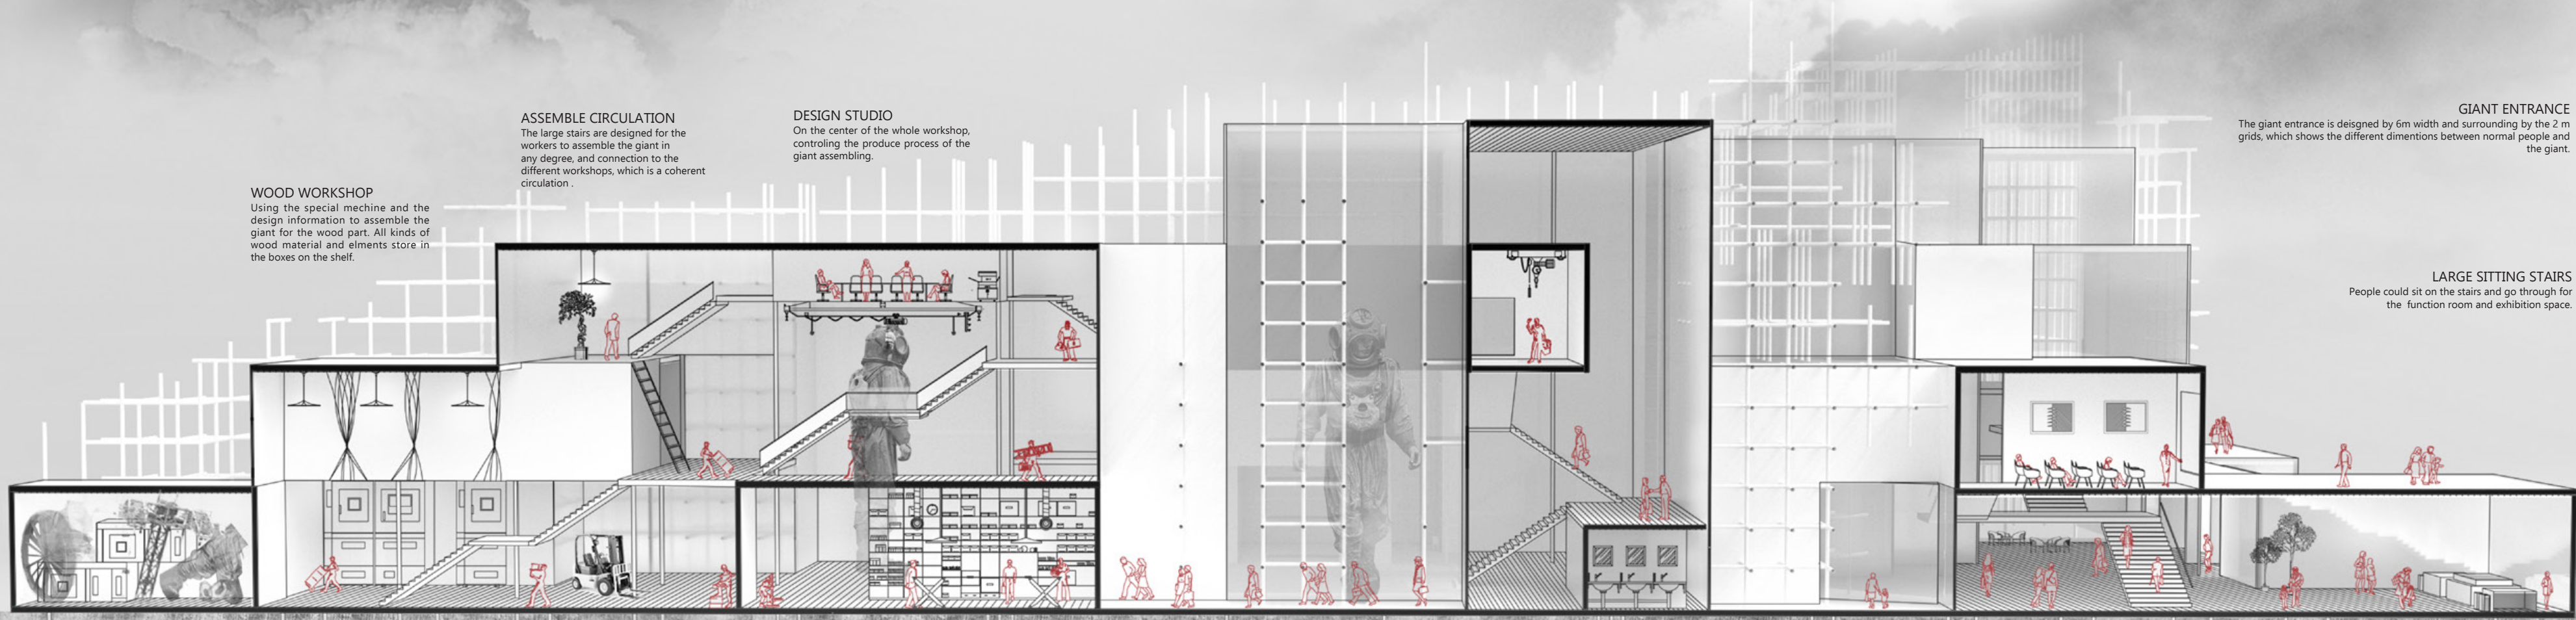 WOOD WORKSHOP
Using the special mechine and the
design information to assemble the
giant for the wood part. All kinds of
wood material and elments store in
the boxes on the shelf.
ASSEMBLE CIRCULATION
The large stairs are designed for the
workers to assemble the giant in
any degree, and connection to the
different workshops, which is a coherent
circulation .
DESIGN STUDIO
On the center of the whole workshop,
controling the produce process of the
giant assembling.
GIANT ENTRANCE
The giant entrance is deisgned by 6m width and surrounding by the 2 m
grids, which shows the different dimentions between normal people and
the giant.
LARGE SITTING STAIRS
People could sit on the stairs and go through for
the function room and exhibition space.